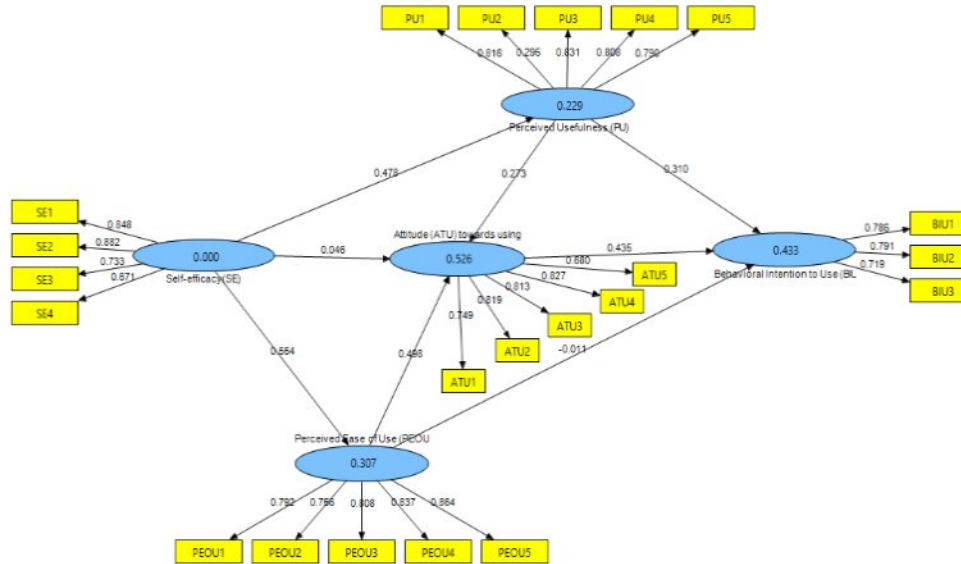 PU1 PU2 PU3 PU4 PU5
0.816 0.295 0.831 0.808
0.229
Perceived Usefulness (PU)
0.478
0.273
0.310
SE1
SE2
SE3
SE4
0.848
0.882
0.733
0.671
0.000
Self-efficacy (SE)
0.046
Attitude (ATU) towards using
0.526
0.435
0.680
0.827
0.813
0.819
0.749
ATU5
ATU4
ATU3
ATU2
ATU1
0.433
Behavioral Intention to Use (BIU
0.786
0.791
0.719
BIU1
BIU2
BIU3
-0.011
0.554
0.498
Perceived Ease of Use (PEOU
0.307
0.792 0.756 0.808 0.837 0.864
PEOU1 PEOU2 PEOU3 PEOU4 PEOU5